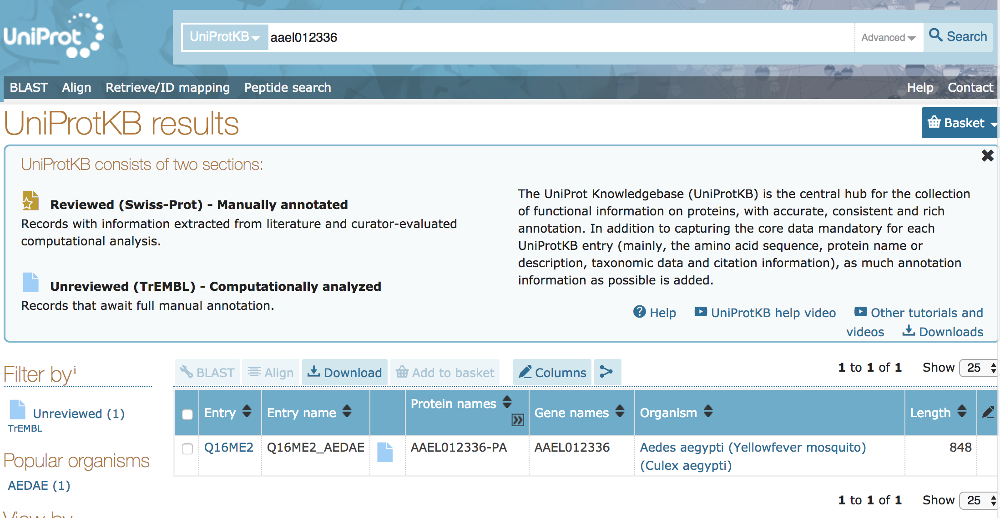 UniProt
UniProtKB
aael012336
Advanced
Search
BLAST Align Retrieve/ID mapping Peptide search Help Contact
UniProtKB results
Basket
UniProtKB consists of two sections:
Reviewed (Swiss-Prot) - Manually annotated
Records with information extracted from literature and curator-evaluated
computational analysis.
Unreviewed (TrEMBL) - Computationally analyzed
Records that await full manual annotation.
The UniProt Knowledgebase (UniProtKB) is the central hub for the collection
of functional information on proteins, with accurate, consistent and rich
annotation. In addition to capturing the core data mandatory for each
UniProtKB entry (mainly, the amino acid sequence, protein name or
description, taxonomic data and citation information), as much annotation
information as possible is added.
Help UniProtKB help video Other tutorials and
videos Downloads
Filter by i
Unreviewed (1)
TrEMBL
Popular organisms
AEDAE (1)
View by
BLAST Align Download Add to basket Columns
1 to 1 of 1 Show 25
Entry Entry name Protein names Gene names Organism Length
Q16ME2 Q16ME2_AEDAE AAEL012336-PA AAEL012336 Aedes aegypti (Yellowfever mosquito) 848
(Culex aegypti)
1 to 1 of 1 Show 25